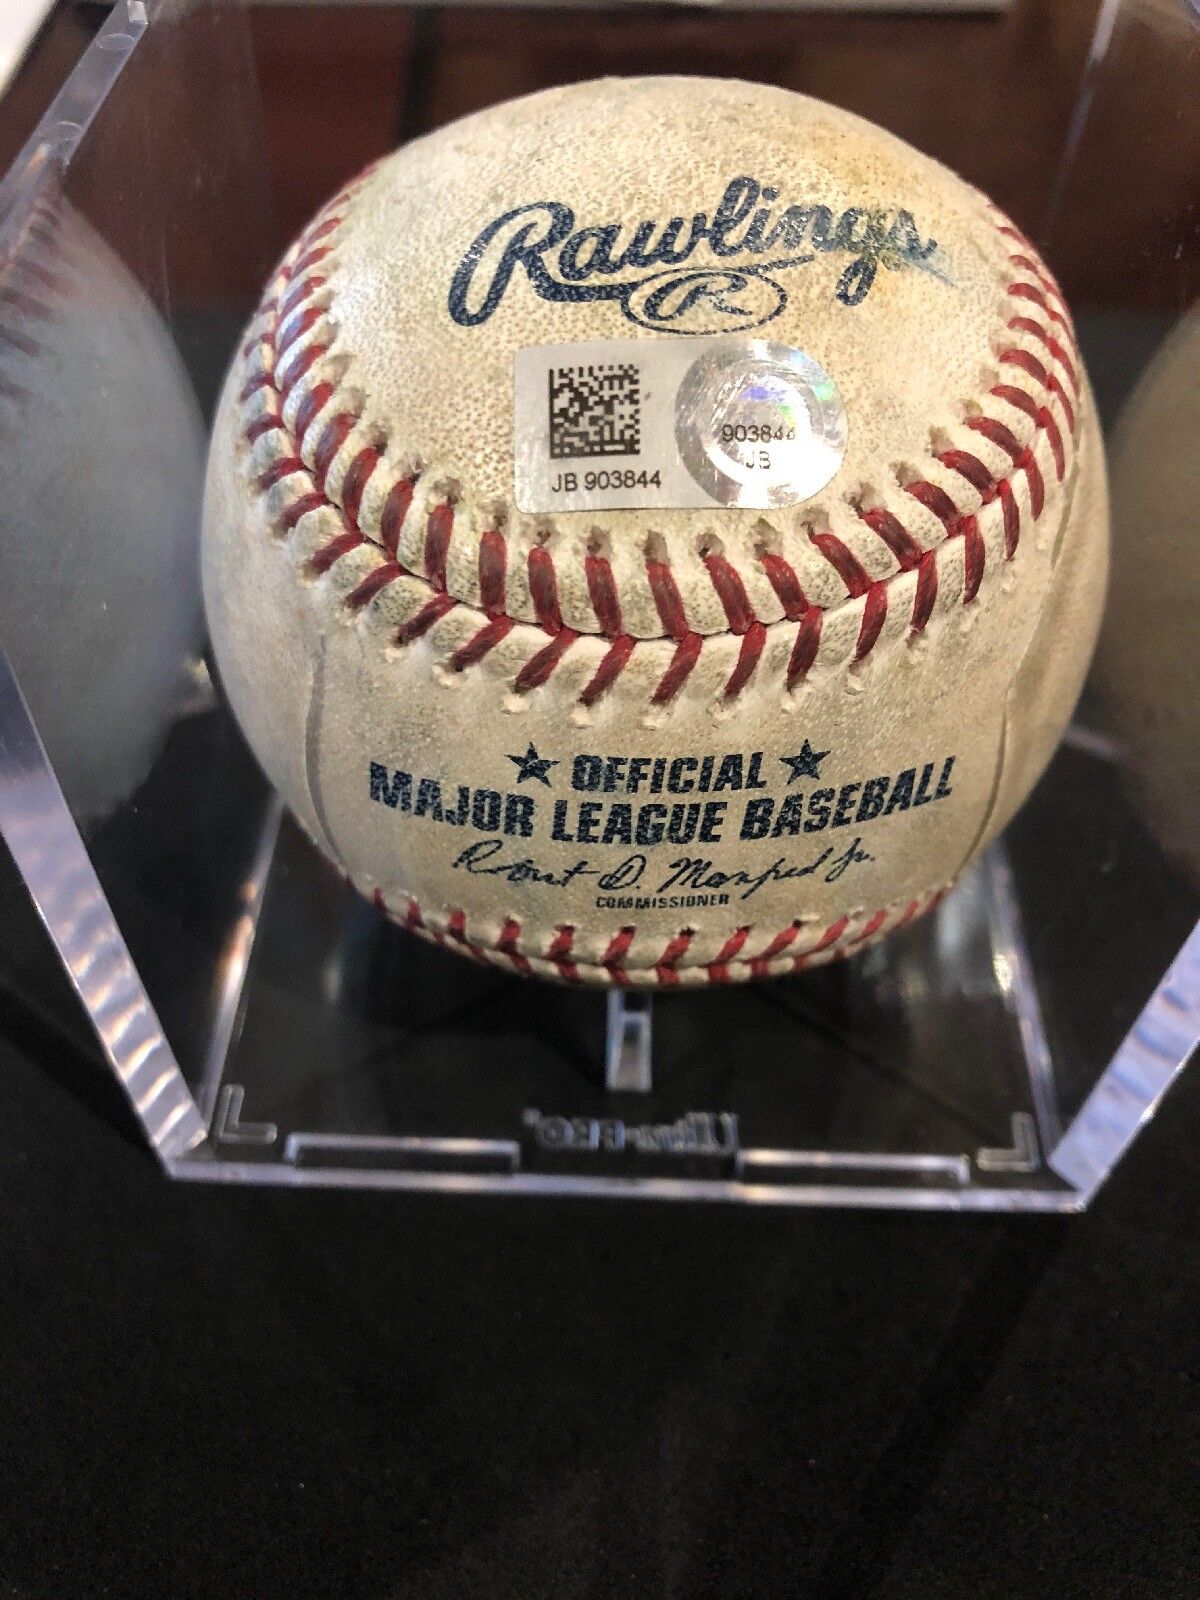 Rawlings
R
JB 903844
903844
JB
OFFICIAL
MAJOR LEAGUE BASEBALL
Robert D. Manfred Jr.
COMMISSIONER